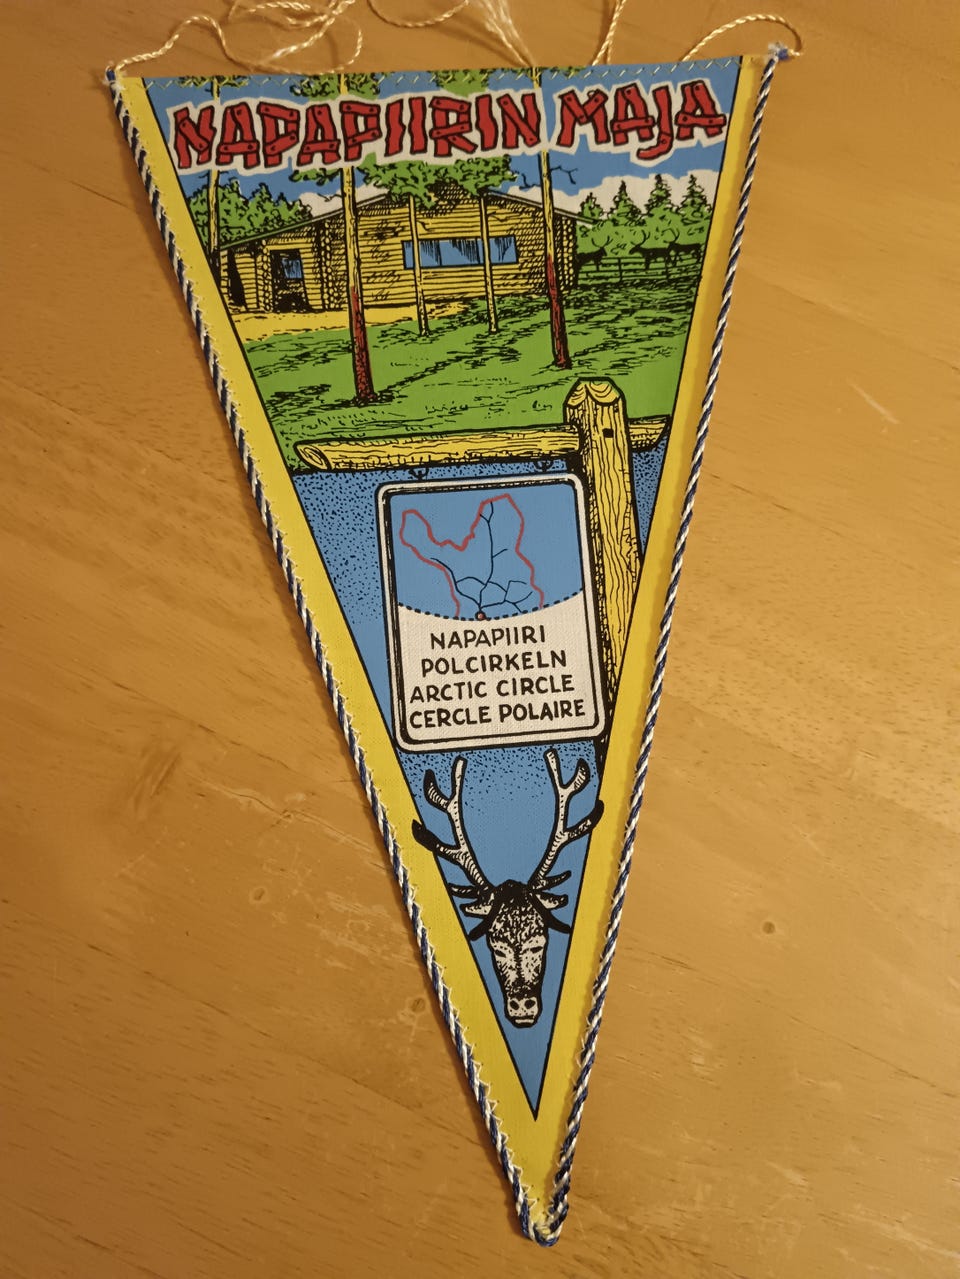 NAPAPIIRIN MAJA
NAPAPIIRI
POLCIRKELN
ARCTIC CIRCLE
CERCLE POLAIRE